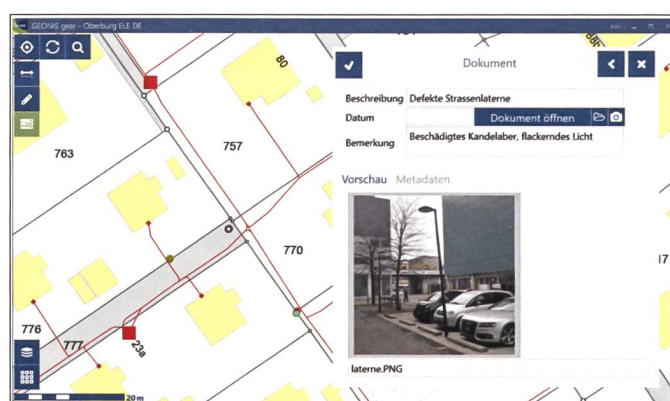 GEONIS geer - Oberburg ELE DE
Dokument
Beschreibung Defekte Strassenlaterne
Datum Dokument öffnen
Bemerkung Beschädigtes Kandelaber, flackerndes Licht
Vorschau Metadaten
laterne.PNG
80
763
757
770
776
777
23a
20 m